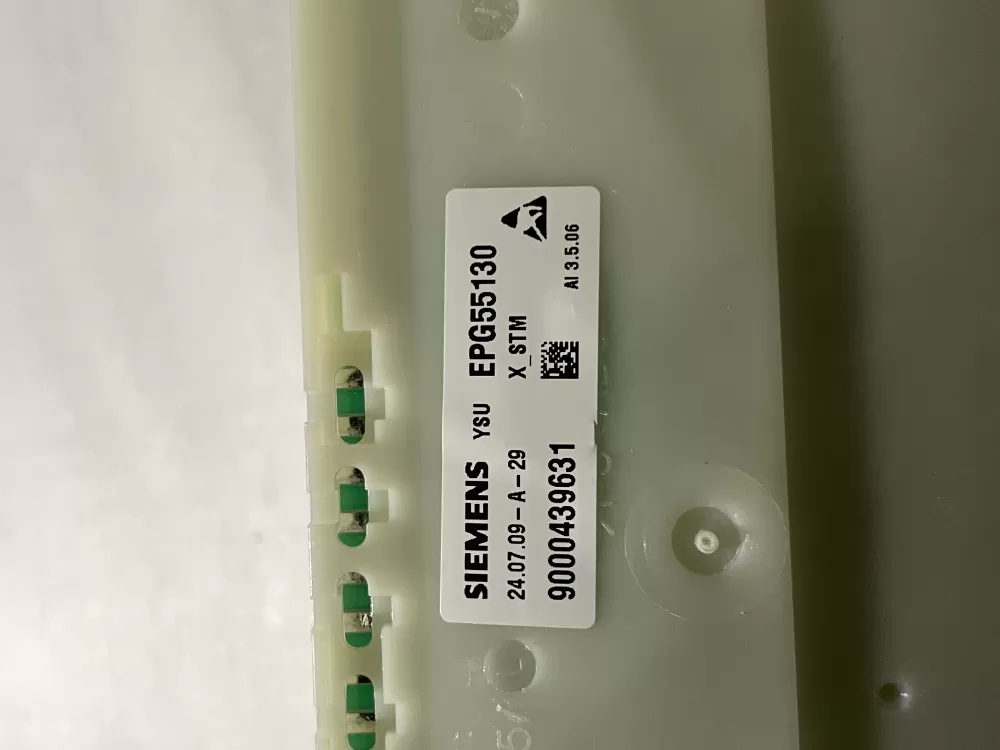 SIEMENS YSU EPG55130
24.07.09-A-29 X_STM
9000439631 AI 3.5.06